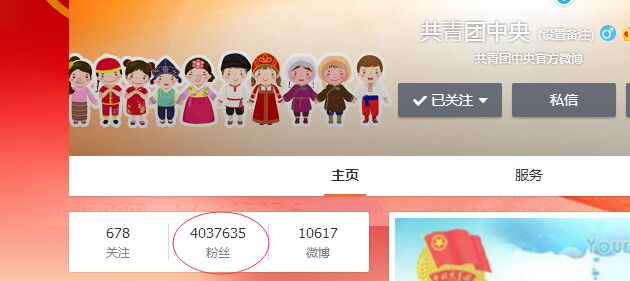 共青团中央 (设置备注)
共青团中央官方微博
已关注
私信
主页
服务
678
关注
4037635
粉丝
10617
微博
Your